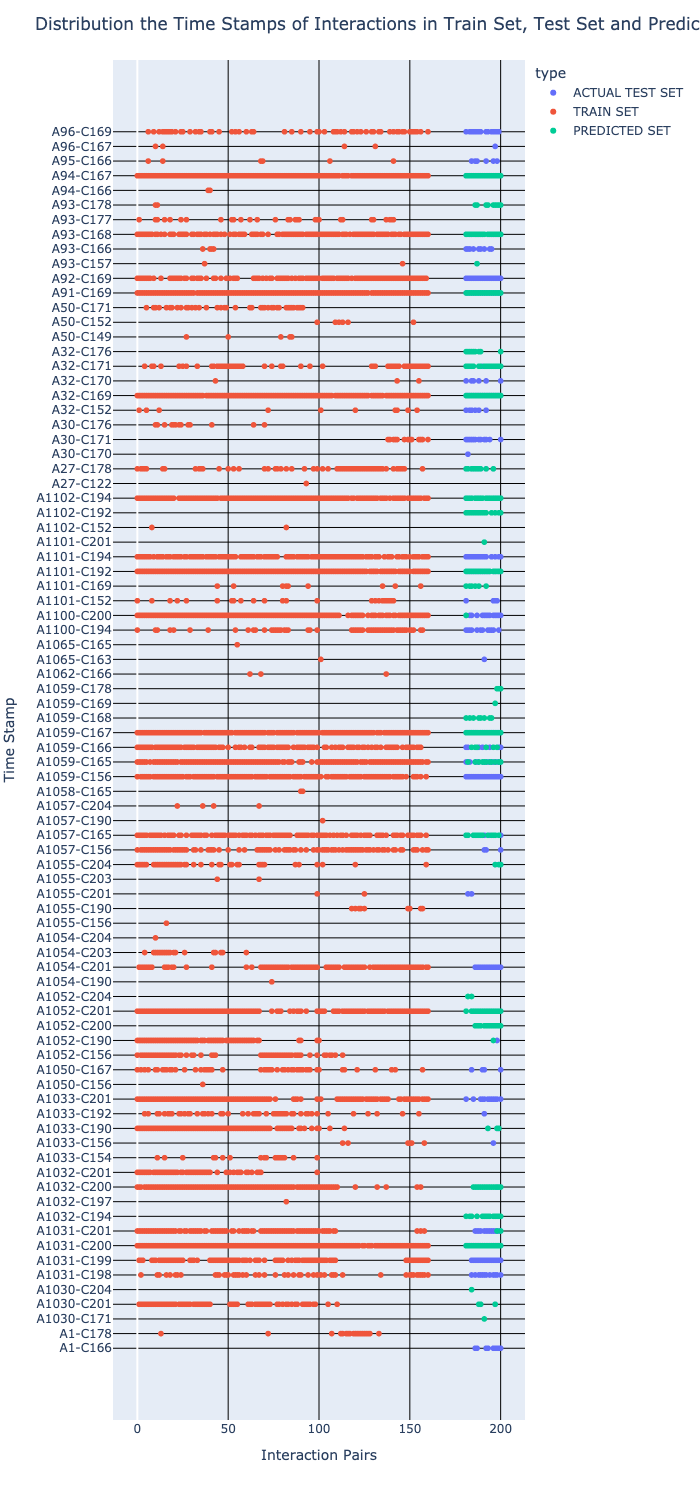 Distribution the Time Stamps of Interactions in Train Set, Test Set and Predic
type
ACTUAL TEST SET
TRAIN SET
PREDICTED SET
A96-C169
A96-C167
A95-C166
A94-C167
A94-C166
A93-C178
A93-C177
A93-C168
A93-C166
A93-C157
A92-C169
A91-C169
A50-C171
A50-C152
A50-C149
A32-C176
A32-C171
A32-C170
A32-C169
A32-C152
A30-C176
A30-C171
A30-C170
A27-C178
A27-C122
A1102-C194
A1102-C192
A1102-C152
A1101-C201
A1101-C194
A1101-C192
A1101-C169
A1101-C152
A1100-C200
A1100-C194
A1065-C165
A1065-C163
A1062-C166
A1059-C178
A1059-C169
A1059-C168
A1059-C167
A1059-C166
A1059-C165
A1059-C156
A1058-C165
A1057-C204
A1057-C190
A1057-C165
A1057-C156
A1055-C204
A1055-C203
A1055-C201
A1055-C190
A1055-C156
A1054-C204
A1054-C203
A1054-C201
A1054-C190
A1052-C204
A1052-C201
A1052-C200
A1052-C190
A1052-C156
A1050-C167
A1050-C156
A1033-C201
A1033-C192
A1033-C190
A1033-C156
A1033-C154
A1032-C201
A1032-C200
A1032-C197
A1032-C194
A1031-C201
A1031-C200
A1031-C199
A1031-C198
A1030-C204
A1030-C201
A1030-C171
A1-C178
A1-C166
Time Stamp
0 50 100 150 200
Interaction Pairs